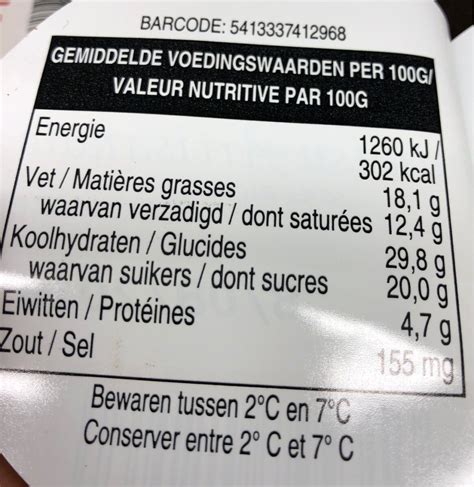 BARCODE: 5413337412968
GEMIDDELDE VOEDINGSWAARDEN PER 100G/
VALEUR NUTRITIVE PAR 100G
Energie 1260 kJ /
302 kcal
Vet / Matières grasses 18,1 g
waarvan verzadigd / dont saturées 12,4 g
Koolhydraten / Glucides 29,8 g
waarvan suikers / dont sucres 20,0 g
Eiwitten / Protéines 4,7 g
Zout / Sel 155 mg
Bewaren tussen 2°C en 7°C
Conserver entre 2° C et 7° C